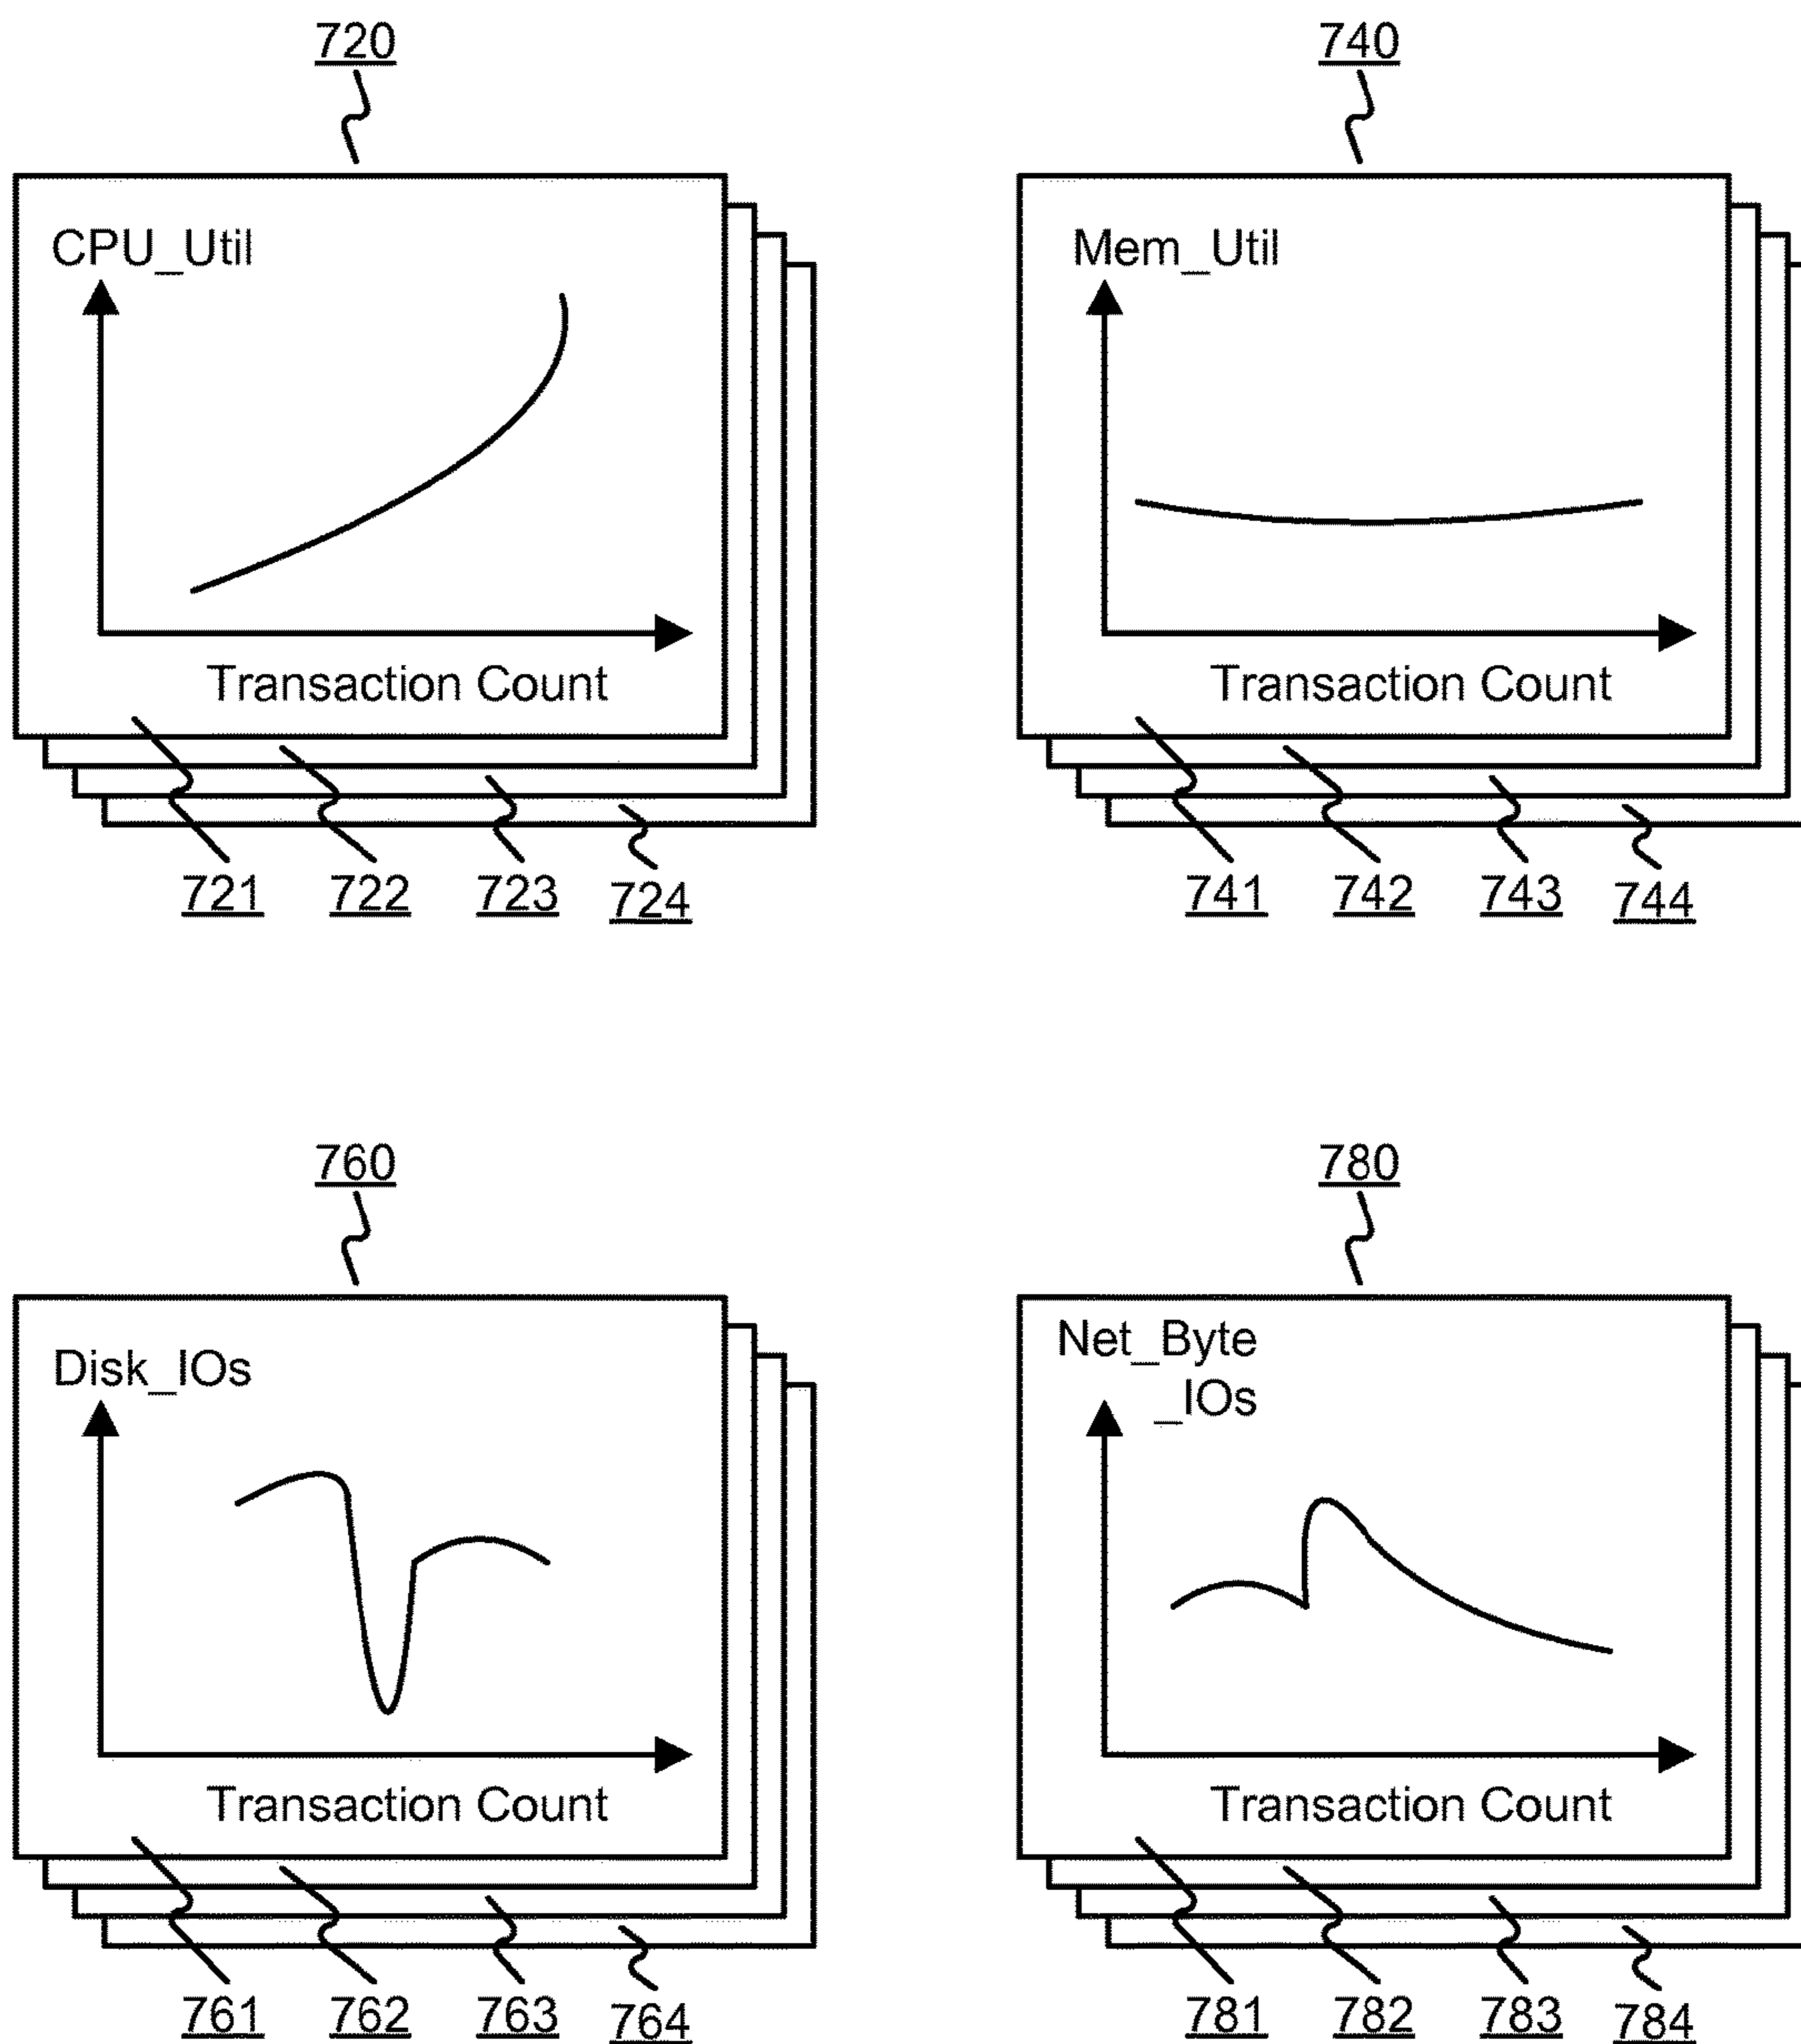 720
CPU_Util
Transaction Count
721 722 723 724
740
Mem_Util
Transaction Count
741 742 743 744
760
Disk_IOs
Transaction Count
761 762 763 764
780
Net_Byte
_IOs
Transaction Count
781 782 783 784